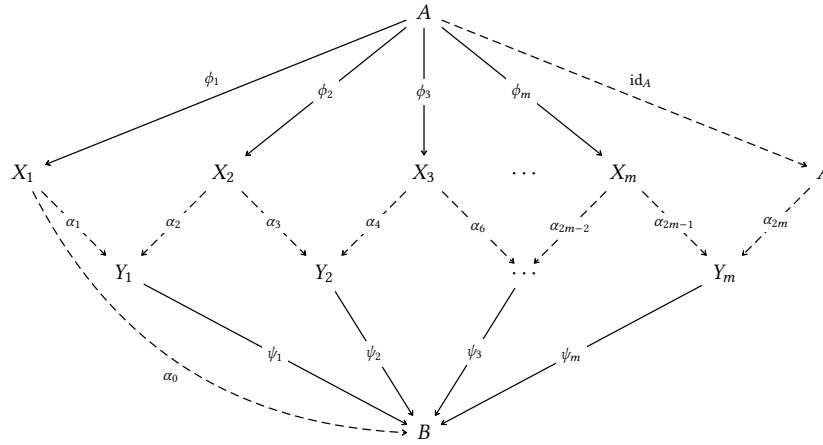 A
ϕ₁ ϕ₂ ϕ₃ ϕₘ id_A
X₁ X₂ X₃ ⋯ Xₘ
α₁ α₂ α₃ α₄ α₆ α₂ₘ₋₂ α₂ₘ₋₁ α₂ₘ
Y₁ Y₂ ⋯ Yₘ
ψ₁ ψ₂ ψ₃ ψₘ
α₀
B